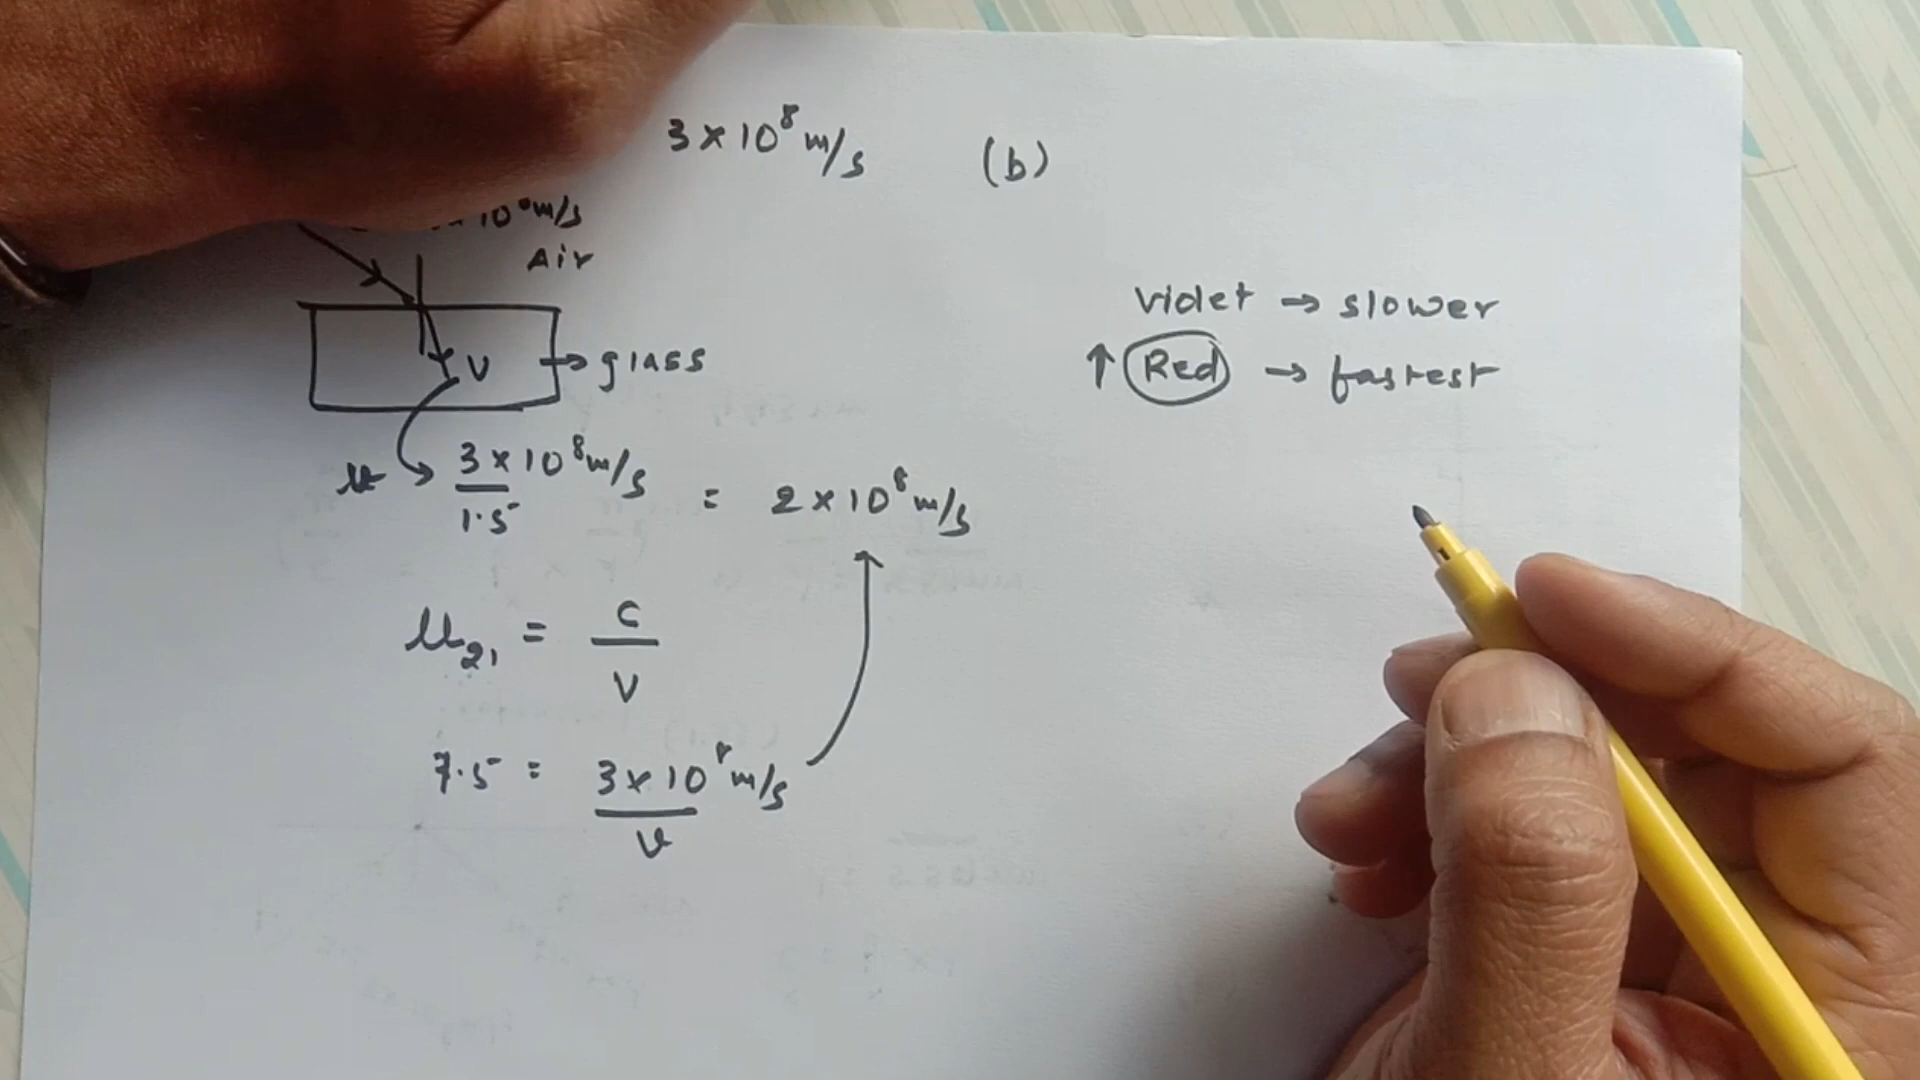 3 × 10⁸ m/s (b)
10⁸ m/s
Air
violet → slower
↑ Red → fastest
V → glass
3 × 10⁸ m/s
1.5
= 2 × 10⁸ m/s
μ₂₁ = c
v
7.5 = 3 × 10⁸ m/s
v